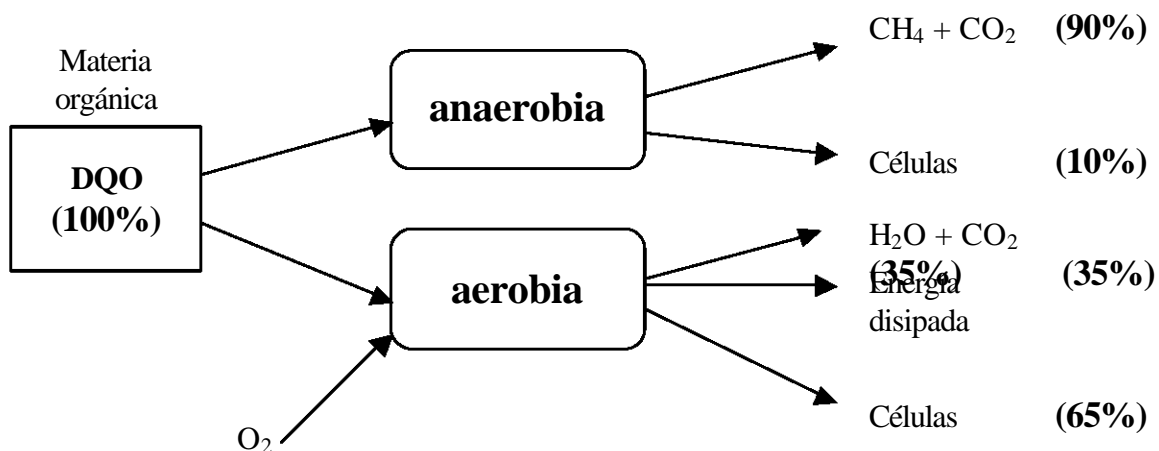 Materia
orgánica
DQO
(100%)
anaerobia
CH₄ + CO₂ (90%)
Células (10%)
aerobia
H₂O + CO₂
(35%) (35%)
Energía
disipada
Células (65%)
O₂